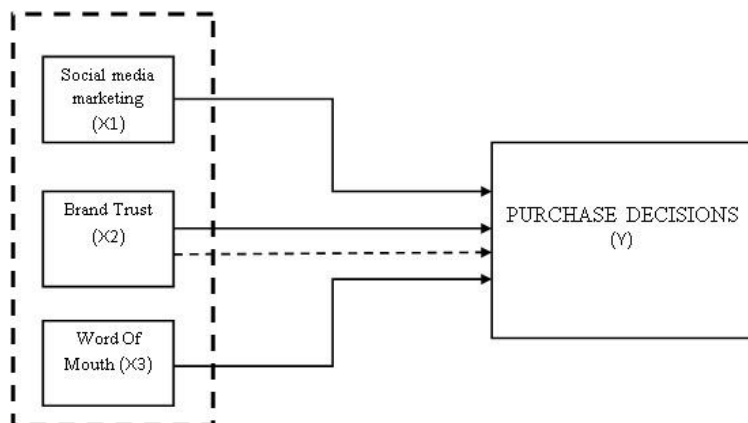 Social media
marketing
(X1)
Brand Trust
(X2)
Word Of
Mouth (X3)
PURCHASE DECISIONS
(Y)